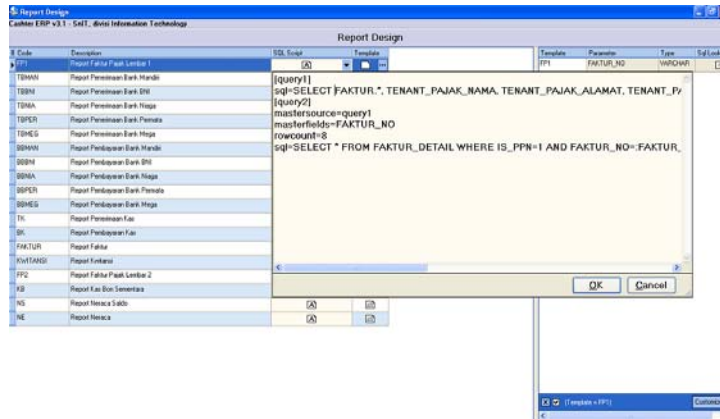 Report Design
Cashter ERP v3.1 - SnIT, divisi Information Technology
Report Design
Code Description SQL Script Template
FP1 Report Faktur Pajak Lembar 1
TBMAN Report Penerimaan Bank Mandiri
TBBNI Report Penerimaan Bank BNI
TBNIA Report Penerimaan Bank Niaga
TBPER Report Penerimaan Bank Permata
TBMEG Report Penerimaan Bank Mega
BBMAN Report Pembayaran Bank Mandiri
BBBNI Report Pembayaran Bank BNI
BBNIA Report Pembayaran Bank Niaga
BBPER Report Pembayaran Bank Permata
BBMEG Report Pembayaran Bank Mega
TK Report Penerimaan Kas
BK Report Pembayaran Kas
FAKTUR Report Faktur
KWITANSI Report Kwitansi
FP2 Report Faktur Pajak Lembar 2
KB Report Kas Bon Sementara
NS Report Neraca Saldo
NE Report Neraca
[query1]
sql=SELECT FAKTUR.*, TENANT_PAJAK_NAMA, TENANT_PAJAK_ALAMAT, TENANT_PA
[query2]
mastersource=query1
masterfields=FAKTUR_NO
rowcount=8
sql=SELECT * FROM FAKTUR_DETAIL WHERE IS_PPN=1 AND FAKTUR_NO=:FAKTUR_
OK Cancel
Template Parameter Type Sql Look
FP1 FAKTUR_NO VARCHAR
(Template = FP1) Customize